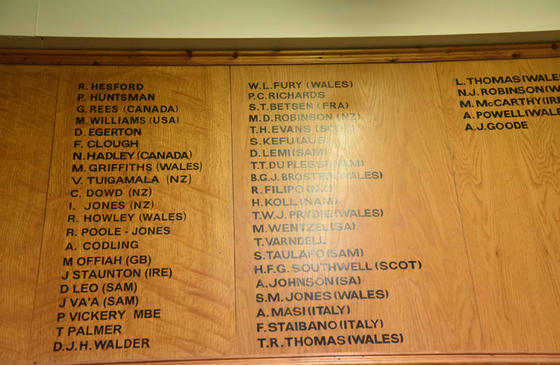 R. HESFORD
P. HUNTSMAN
G. REES (CANADA)
M. WILLIAMS (USA)
D. EGERTON
F. CLOUGH
N. HADLEY (CANADA)
M. GRIFFITHS (WALES)
V. TUIGAMALA (NZ)
C. DOWD (NZ)
I. JONES (NZ)
R. HOWLEY (WALES)
R. POOLE - JONES
A. CODLING
M OFFIAH (GB)
J STAUNTON (IRE)
D LEO (SAM)
J VA'A (SAM)
P VICKERY MBE
T PALMER
D.J.H. WALDER
W.L. FURY (WALES)
P.C. RICHARDS
S.T. BETSEN (FRA)
M.D. ROBINSON (NZ)
T.H. EVANS (SCOT)
S. KEFU (AUS)
D. LEMI (SAM)
T.T. DU PLESSIS (NAM)
B.G.J. BROSTER (WALES)
R. FILIPO (NZ)
H. KOLL (NAM)
T.W.J. PRYDIE (WALES)
M. WENTZEL (SA)
T. VARNDELL
S. TAULAFO (SAM)
H.F.G. SOUTHWELL (SCOT)
A. JOHNSON (SA)
S.M. JONES (WALES)
A. MASI (ITALY)
F. STAIBANO (ITALY)
T.R. THOMAS (WALES)
L. THOMAS (WALES
N.J. ROBINSON (W
M. McCARTHY (IR
A. POWELL (WALE
A.J. GOODE